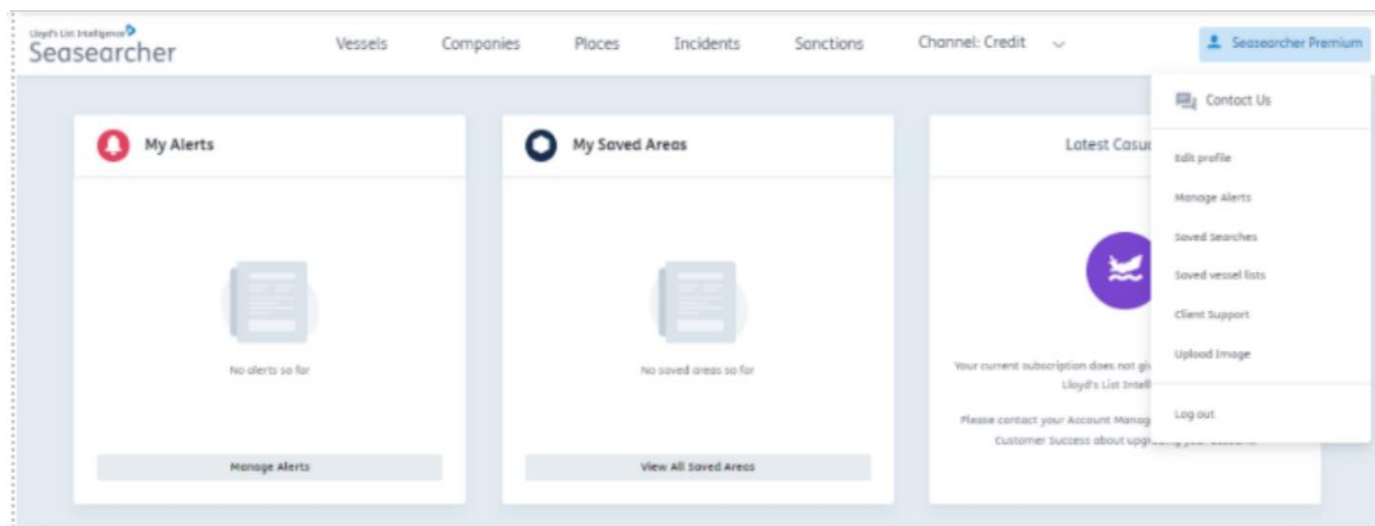 Lloyd's List Intelligence
Seasearcher
Vessels Companies Places Incidents Sanctions Channel: Credit Seasearcher Premium
Contact Us
Edit profile
Manage Alerts
Saved Searches
Saved vessel lists
Client Support
Upload Image
Log out
My Alerts
No alerts so far
Manage Alerts
My Saved Areas
No saved areas so far
View All Saved Areas
Latest Casu
Your current subscription does not gi
Lloyd's List Intell
Please contact your Account Manag
Customer Success about upg